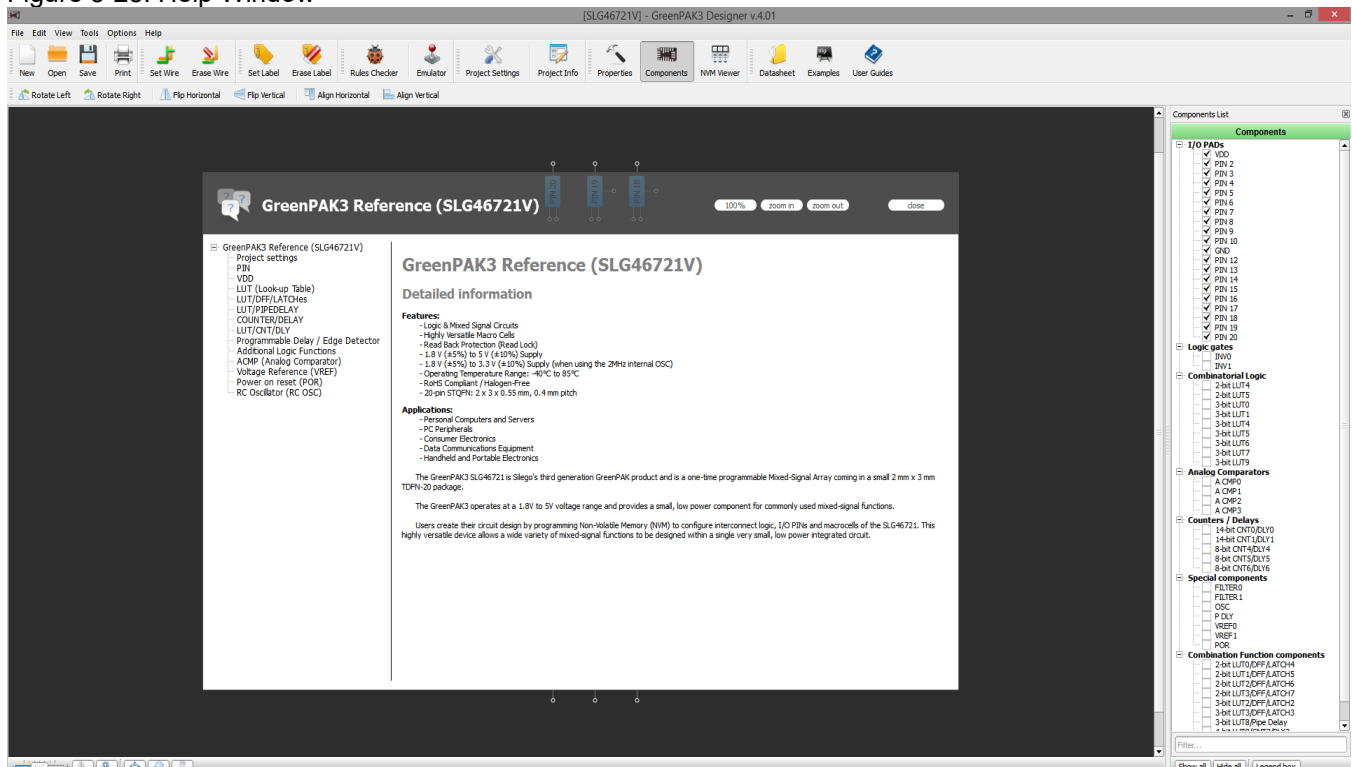 Figure 3-26. Help Window
[SLG46721V] - GreenPAK3 Designer v.4.01
File Edit View Tools Options Help
New Open Save Print Set Wire Erase Wire Set Label Erase Label Rules Checker Emulator Project Settings Project Info Properties Components NVM Viewer Datasheet Examples User Guides
Rotate Left Rotate Right Flip Horizontal Flip Vertical Align Horizontal Align Vertical
PIN 20 PIN 19 PIN 18
GreenPAK3 Reference (SLG46721V)
100% zoom in zoom out close
GreenPAK3 Reference (SLG46721V)
Project settings
PIN
VDD
LUT (Look-up Table)
LUT/DFF/LATCHes
LUT/PIPEDELAY
COUNTER/DELAY
LUT/CNT/DLY
Programmable Delay / Edge Detector
Additional Logic Functions
ACMP (Analog Comparator)
Voltage Reference (VREF)
Power on reset (POR)
RC Oscillator (RC OSC)
GreenPAK3 Reference (SLG46721V)
Detailed information
Features:
- Logic & Mixed Signal Circuits
- Highly Versatile Macro Cells
- Read Back Protection (Read Lock)
- 1.8 V (±5%) to 5 V (±10%) Supply
- 1.8 V (±5%) to 3.3 V (±10%) Supply (when using the 2MHz internal OSC)
- Operating Temperature Range: -40°C to 85°C
- RoHS Compliant / Halogen-Free
- 20-pin STQFN: 2 x 3 x 0.55 mm, 0.4 mm pitch
Applications:
- Personal Computers and Servers
- PC Peripherals
- Consumer Electronics
- Data Communications Equipment
- Handheld and Portable Electronics
The GreenPAK3 SLG46721 is Silego's third generation GreenPAK product and is a one-time programmable Mixed-Signal Array coming in a small 2 mm x 3 mm
TDFN-20 package.
The GreenPAK3 operates at a 1.8V to 5V voltage range and provides a small, low power component for commonly used mixed-signal functions.
Users create their circuit design by programming Non-Volatile Memory (NVM) to configure interconnect logic, I/O PINs and macrocells of the SLG46721. This
highly versatile device allows a wide variety of mixed-signal functions to be designed within a single very small, low power integrated circuit.
Components List
Components
I/O PADs
VDD
PIN 2
PIN 3
PIN 4
PIN 5
PIN 6
PIN 7
PIN 8
PIN 9
PIN 10
GND
PIN 12
PIN 13
PIN 14
PIN 15
PIN 16
PIN 17
PIN 18
PIN 19
PIN 20
Logic gates
INV0
INV1
Combinatorial Logic
2-bit LUT4
2-bit LUT5
3-bit LUT0
3-bit LUT1
3-bit LUT4
3-bit LUT5
3-bit LUT6
3-bit LUT7
3-bit LUT9
Analog Comparators
A CMP0
A CMP1
A CMP2
A CMP3
Counters / Delays
14-bit CNT0/DLY0
14-bit CNT1/DLY1
8-bit CNT4/DLY4
8-bit CNT5/DLY5
8-bit CNT6/DLY6
Special components
FILTER0
FILTER1
OSC
P DLY
VREF0
VREF1
POR
Combination Function components
2-bit LUT0/DFF/LATCH4
2-bit LUT1/DFF/LATCH5
2-bit LUT2/DFF/LATCH6
2-bit LUT3/DFF/LATCH7
3-bit LUT2/DFF/LATCH2
3-bit LUT3/DFF/LATCH3
3-bit LUT8/Pipe Delay
Filter...
Show all Hide all Legend box